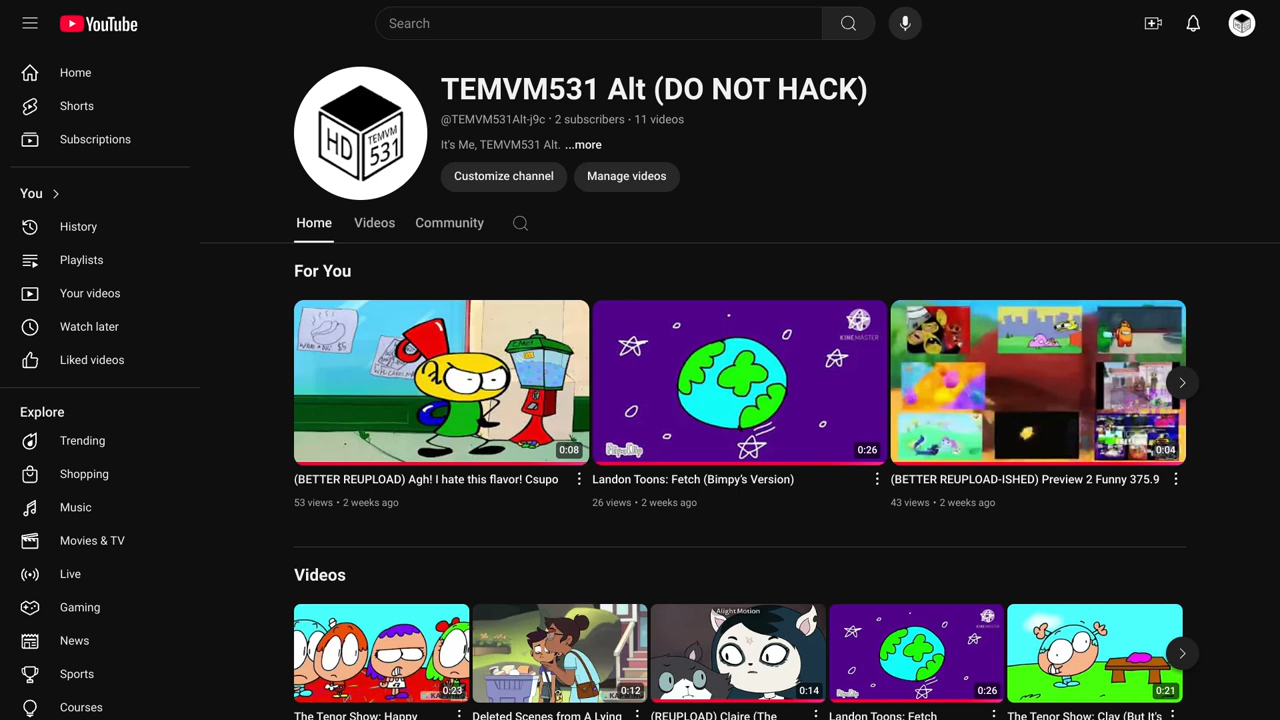 YouTube
Search
Home
Shorts
Subscriptions
You
History
Playlists
Your videos
Watch later
Liked videos
Explore
Trending
Shopping
Music
Movies & TV
Live
Gaming
News
Sports
Courses
HD
TEMVM
531
TEMVM531 Alt (DO NOT HACK)
@TEMVM531Alt-j9c · 2 subscribers · 11 videos
It's Me, TEMVM531 Alt. ...more
Customize channel
Manage videos
Home
Videos
Community
For You
0:08
(BETTER REUPLOAD) Agh! I hate this flavor! Csupo
53 views • 2 weeks ago
KINEMASTER
FlipaClip
0:26
Landon Toons: Fetch (Bimpy's Version)
26 views • 2 weeks ago
0:04
(BETTER REUPLOAD-ISHED) Preview 2 Funny 375.9
43 views • 2 weeks ago
Videos
0:23
The Tenor Show: Happy
0:12
Deleted Scenes from A Lying
Alight Motion
0:14
(REUPLOAD) Claire (The
0:26
Landon Toons: Fetch
0:21
The Tenor Show: Clay (But It's